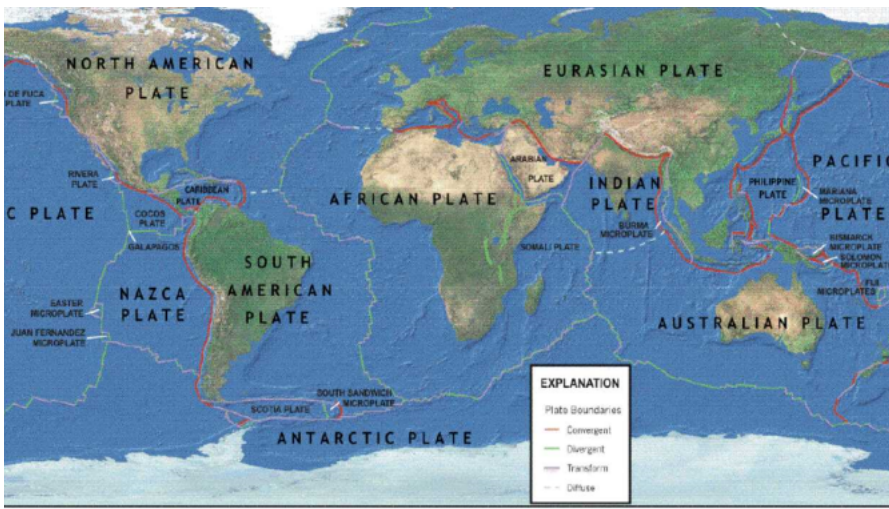 NORTH AMERICAN
PLATE
EURASIAN PLATE
N DE FUCA
PLATE
RIVERA
PLATE
CARIBBEAN
PLATE
C PLATE
COCOS
PLATE
GALAPAGOS
AFRICAN PLATE
ARABIAN
PLATE
INDIAN
PLATE
BURMA
MICROPLATE
SOMALI PLATE
PHILIPPINE
PLATE
PACIFIC
PLATE
MARIANA
MICROPLATE
BISMARCK
MICROPLATE
SOLOMON
MICROPLATE
FIJI
MICROPLATES
SOUTH
AMERICAN
PLATE
NAZCA
PLATE
EASTER
MICROPLATE
JUAN FERNANDEZ
MICROPLATE
AUSTRALIAN PLATE
SOUTH SANDWICH
MICROPLATE
SCOTIA PLATE
ANTARCTIC PLATE
EXPLANATION
Plate Boundaries
Convergent
Divergent
Transform
Diffuse